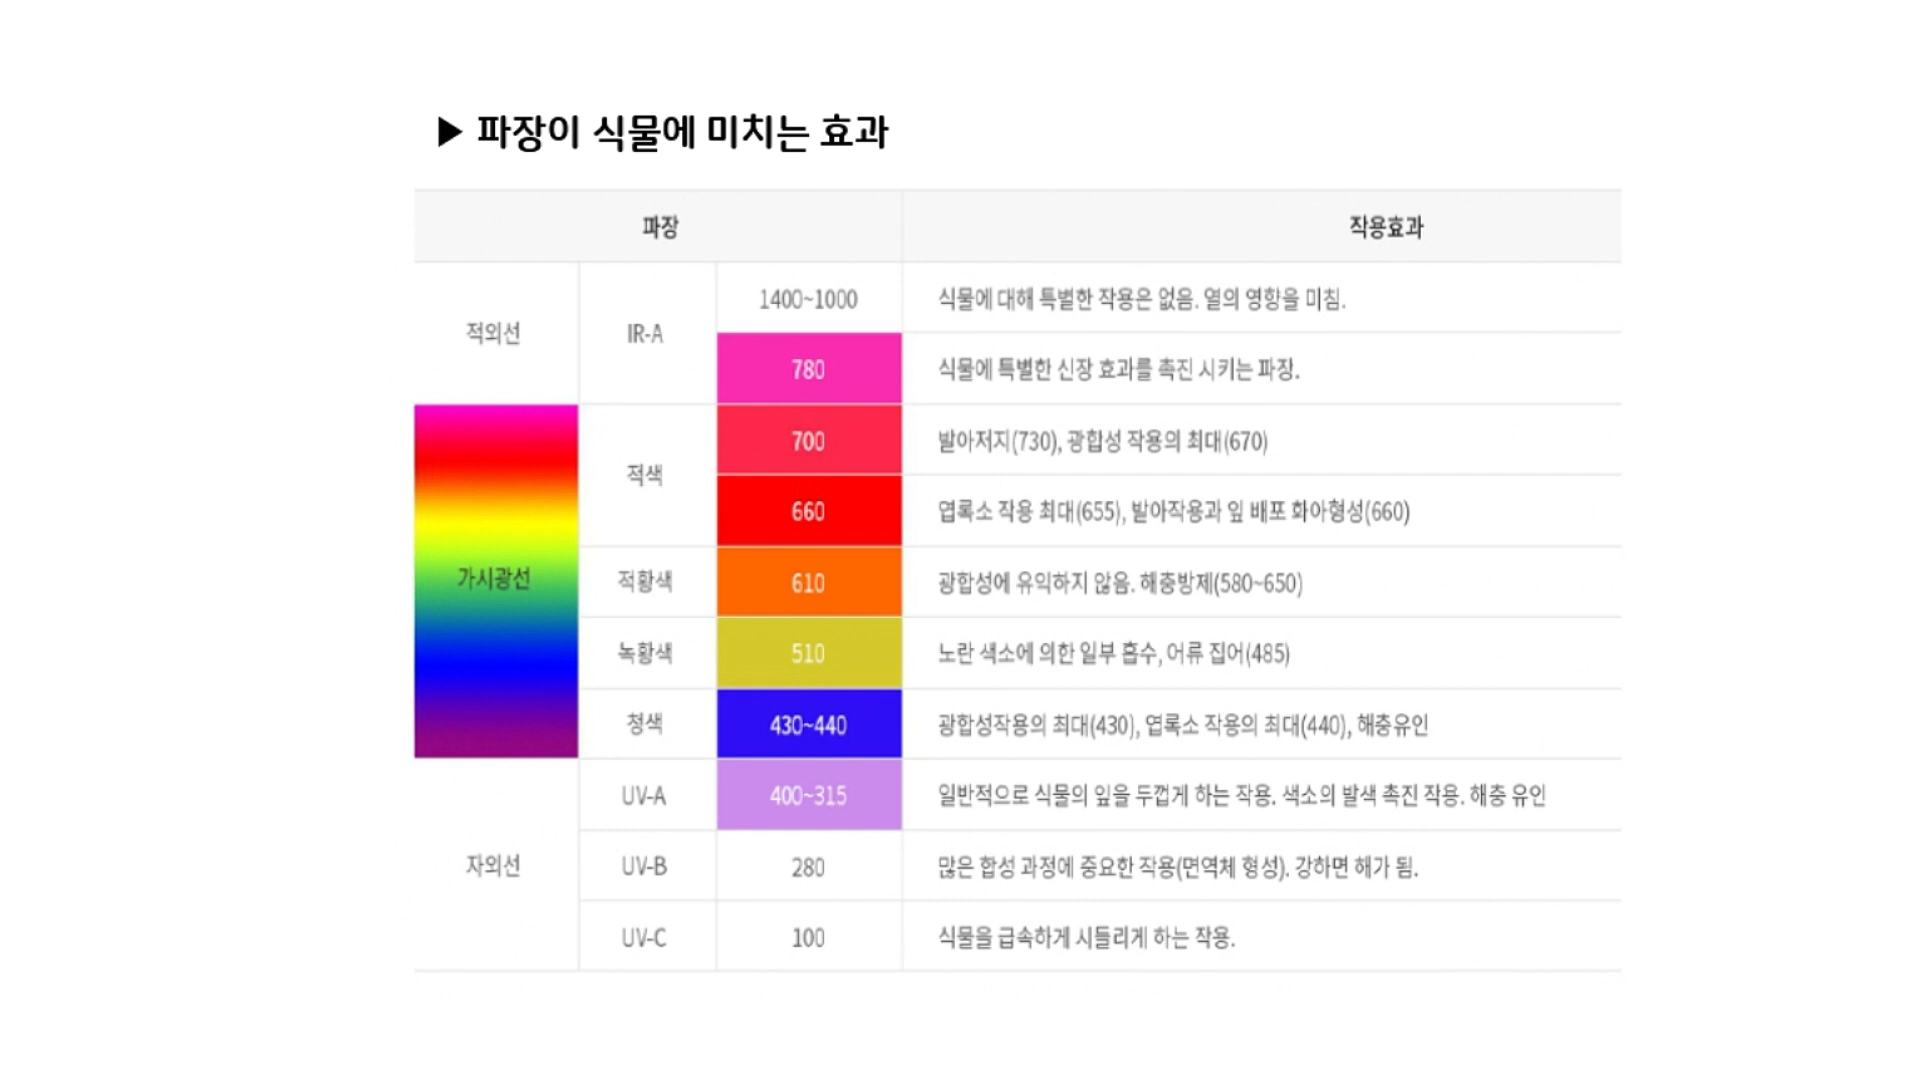 ▶ 파장이 식물에 미치는 효과
파장 작용효과
적외선 IR-A 1400~1000 식물에 대해 특별한 작용은 없음. 열의 영향을 미침.
780 식물에 특별한 신장 효과를 촉진 시키는 파장.
가시광선 적색 700 발아저지(730), 광합성 작용의 최대(670)
660 엽록소 작용 최대(655), 발아작용과 잎 배포 화아형성(660)
적황색 610 광합성에 유익하지 않음. 해충방제(580~650)
녹황색 510 노란 색소에 의한 일부 흡수, 어류 집어(485)
청색 430~440 광합성작용의 최대(430), 엽록소 작용의 최대(440), 해충유인
자외선 UV-A 400~315 일반적으로 식물의 잎을 두껍게 하는 작용. 색소의 발색 촉진 작용. 해충 유인
UV-B 280 많은 합성 과정에 중요한 작용(면역체 형성). 강하면 해가 됨.
UV-C 100 식물을 급속하게 시들리게 하는 작용.